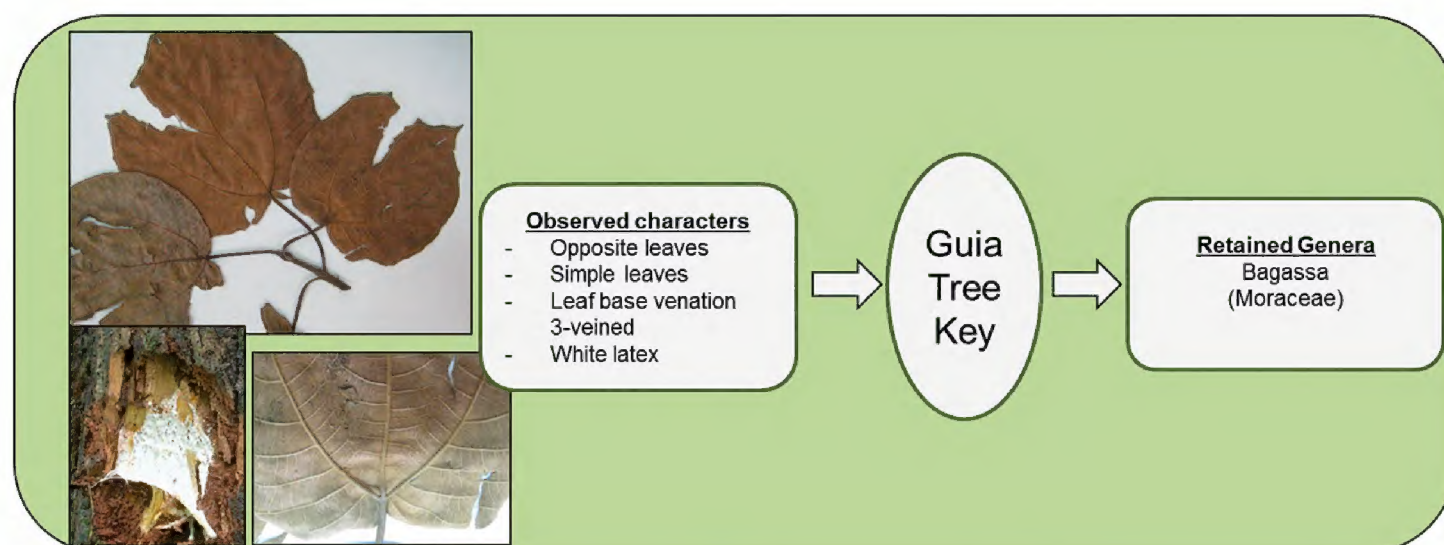 Observed characters
- Opposite leaves
- Simple leaves
- Leaf base venation
3-veined
- White latex
Guia
Tree
Key
Retained Genera
Bagassa
(Moraceae)